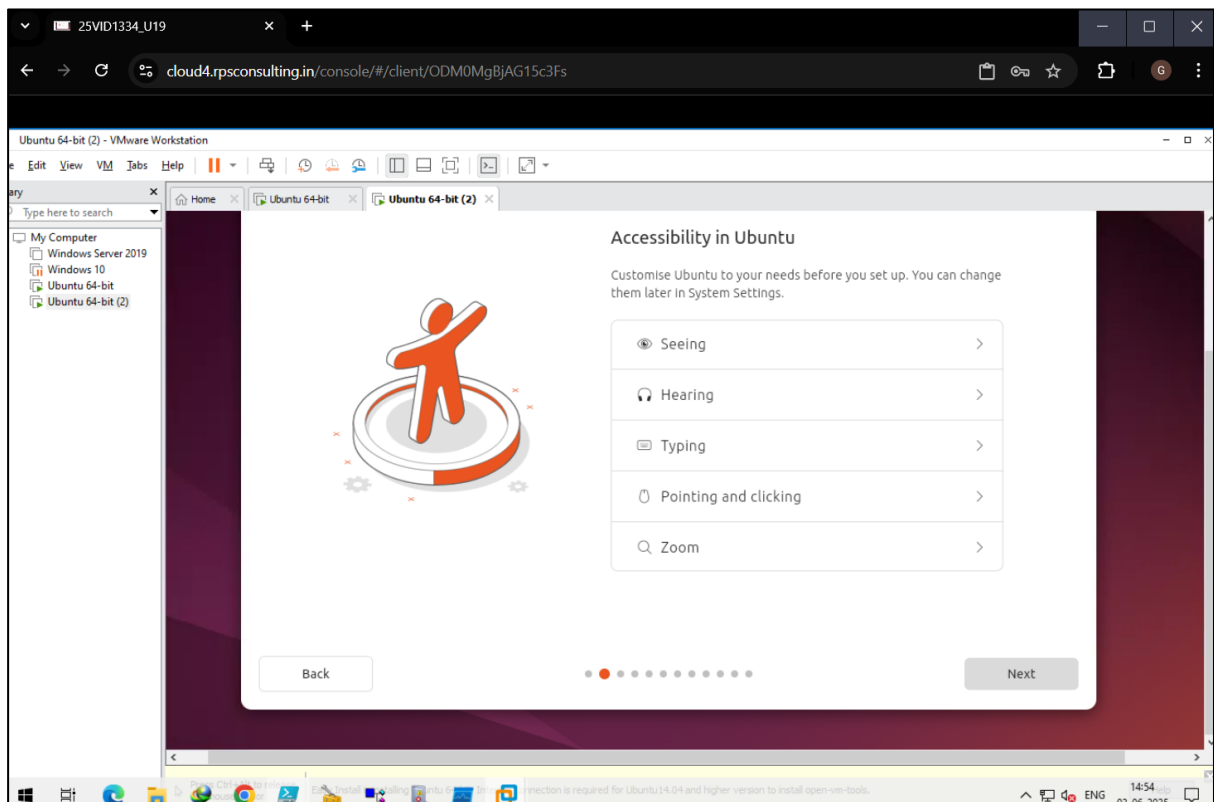 25VID1334_U19
cloud4.rpsconsulting.in/console/#/client/ODM0MgBjAG15c3Fs
G
Ubuntu 64-bit (2) - VMware Workstation
e Edit View VM Tabs Help
ary
Type here to search
Home Ubuntu 64-bit Ubuntu 64-bit (2)
My Computer
Windows Server 2019
Windows 10
Ubuntu 64-bit
Ubuntu 64-bit (2)
Accessibility in Ubuntu
Customise Ubuntu to your needs before you set up. You can change
them later in System Settings.
Seeing
Hearing
Typing
Pointing and clicking
Zoom
Back
Next
nnection is required for Ubuntu14.04 and higher version to install open-vm-tools.
ENG
14:54